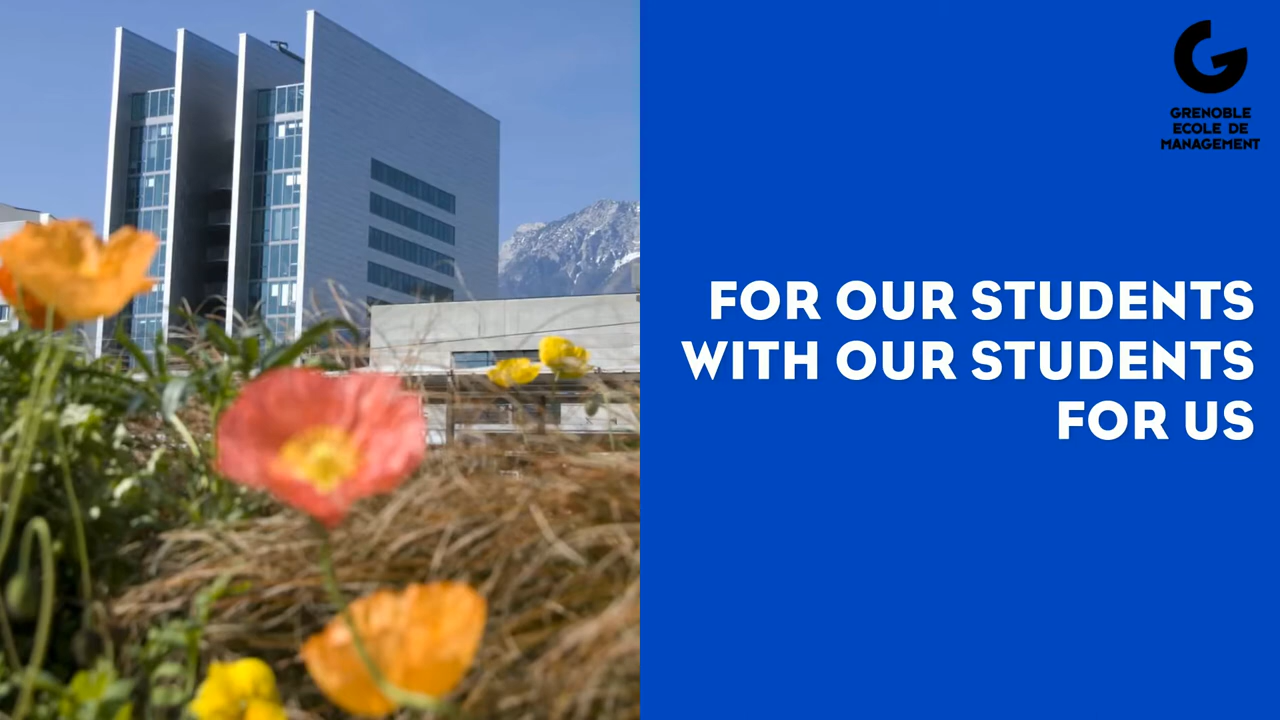 GRENOBLE
ECOLE DE
MANAGEMENT
FOR OUR STUDENTS
WITH OUR STUDENTS
FOR US